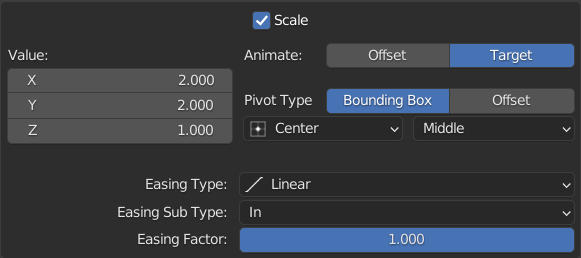 Scale
Value:
Animate: Offset Target
X 2.000
Y 2.000
Z 1.000
Pivot Type Bounding Box Offset
Center Middle
Easing Type: Linear
Easing Sub Type: In
Easing Factor: 1.000